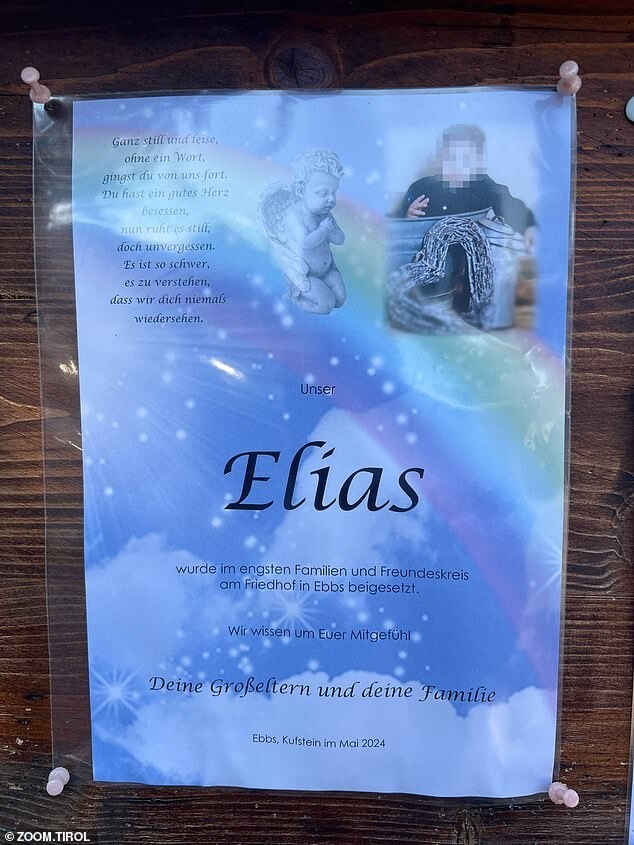 Ganz still und leise,
ohne ein Wort,
gingst du von uns fort.
Du hast ein gutes Herz
besessen,
nun ruht es still,
doch unvergessen.
Es ist so schwer,
es zu verstehen,
dass wir dich niemals
wiedersehen.
Unser
Elias
wurde im engsten Familien und Freundeskreis
am Friedhof in Ebbs beigesetzt.
Wir wissen um Euer Mitgefühl
Deine Großeltern und deine Familie
Ebbs, Kufstein im Mai 2024
© ZOOM.TIROL